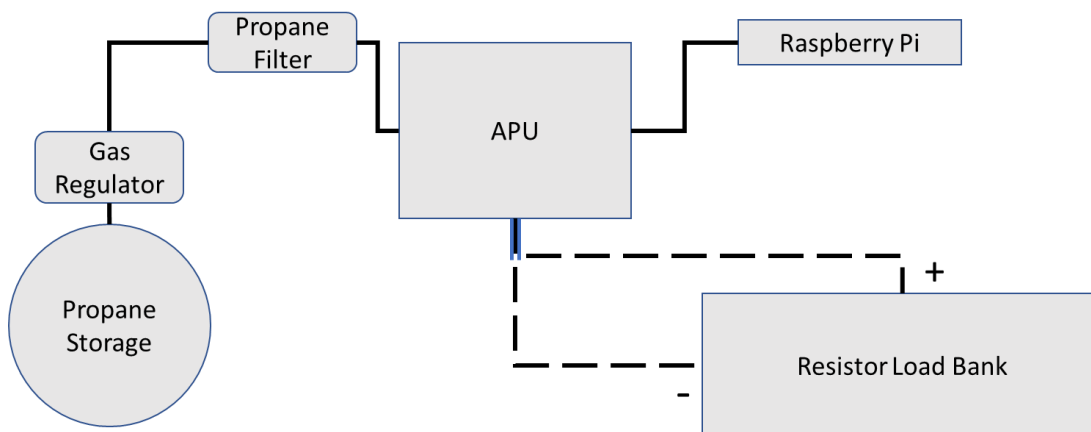 Propane
Filter
Raspberry Pi
APU
Gas
Regulator
+
Propane
Storage
Resistor Load Bank
-